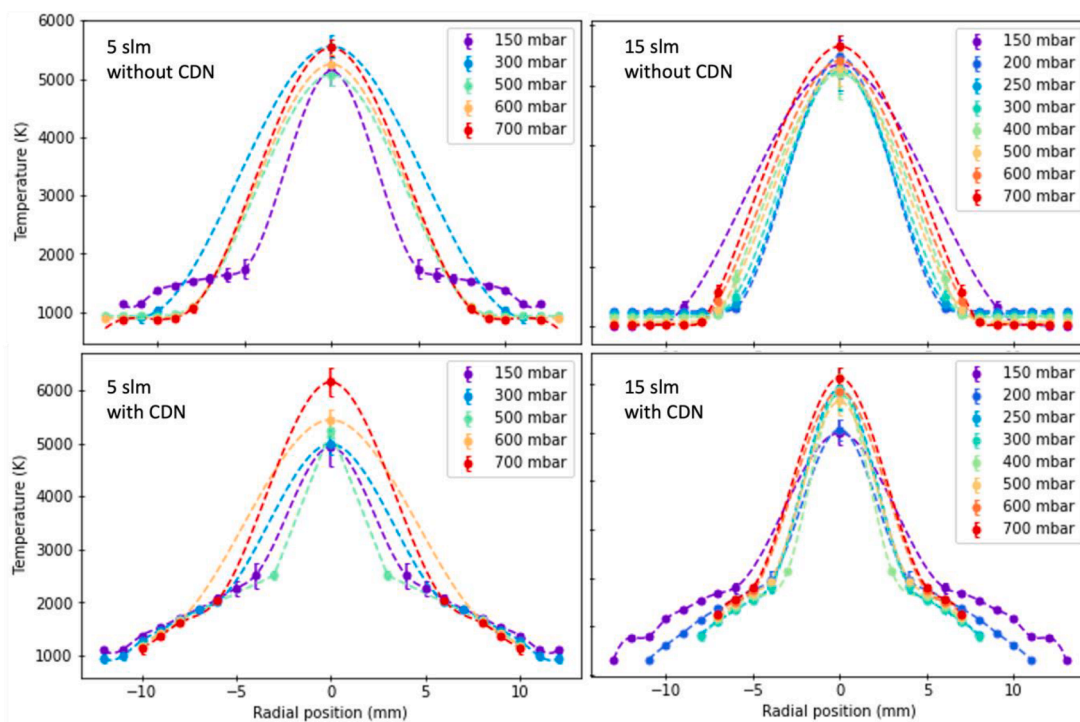 6000
5000
4000
3000
2000
1000
Temperature (K)
5 slm
without CDN
150 mbar
300 mbar
500 mbar
600 mbar
700 mbar
15 slm
without CDN
150 mbar
200 mbar
250 mbar
300 mbar
400 mbar
500 mbar
600 mbar
700 mbar
6000
5000
4000
3000
2000
1000
Temperature (K)
5 slm
with CDN
150 mbar
300 mbar
500 mbar
600 mbar
700 mbar
−10
−5
0
5
10
Radial position (mm)
15 slm
with CDN
150 mbar
200 mbar
250 mbar
300 mbar
400 mbar
500 mbar
600 mbar
700 mbar
−10
−5
0
5
10
Radial position (mm)